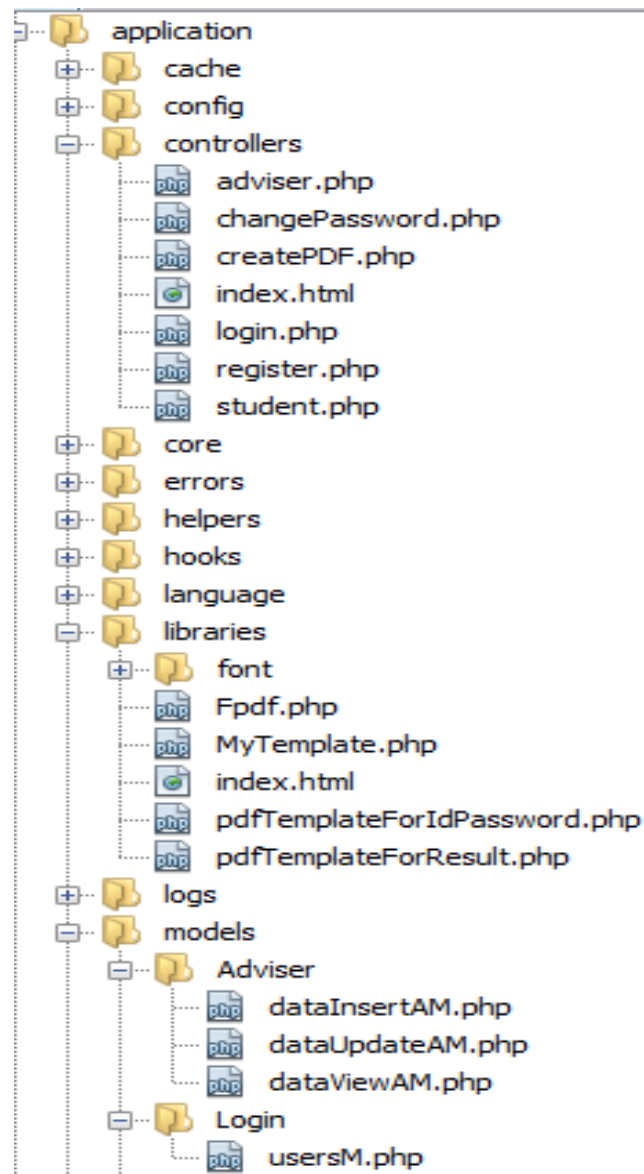 application
cache
config
controllers
adviser.php
changePassword.php
createPDF.php
index.html
login.php
register.php
student.php
core
errors
helpers
hooks
language
libraries
font
Fpdf.php
MyTemplate.php
index.html
pdfTemplateForIdPassword.php
pdfTemplateForResult.php
logs
models
Adviser
dataInsertAM.php
dataUpdateAM.php
dataViewAM.php
Login
usersM.php